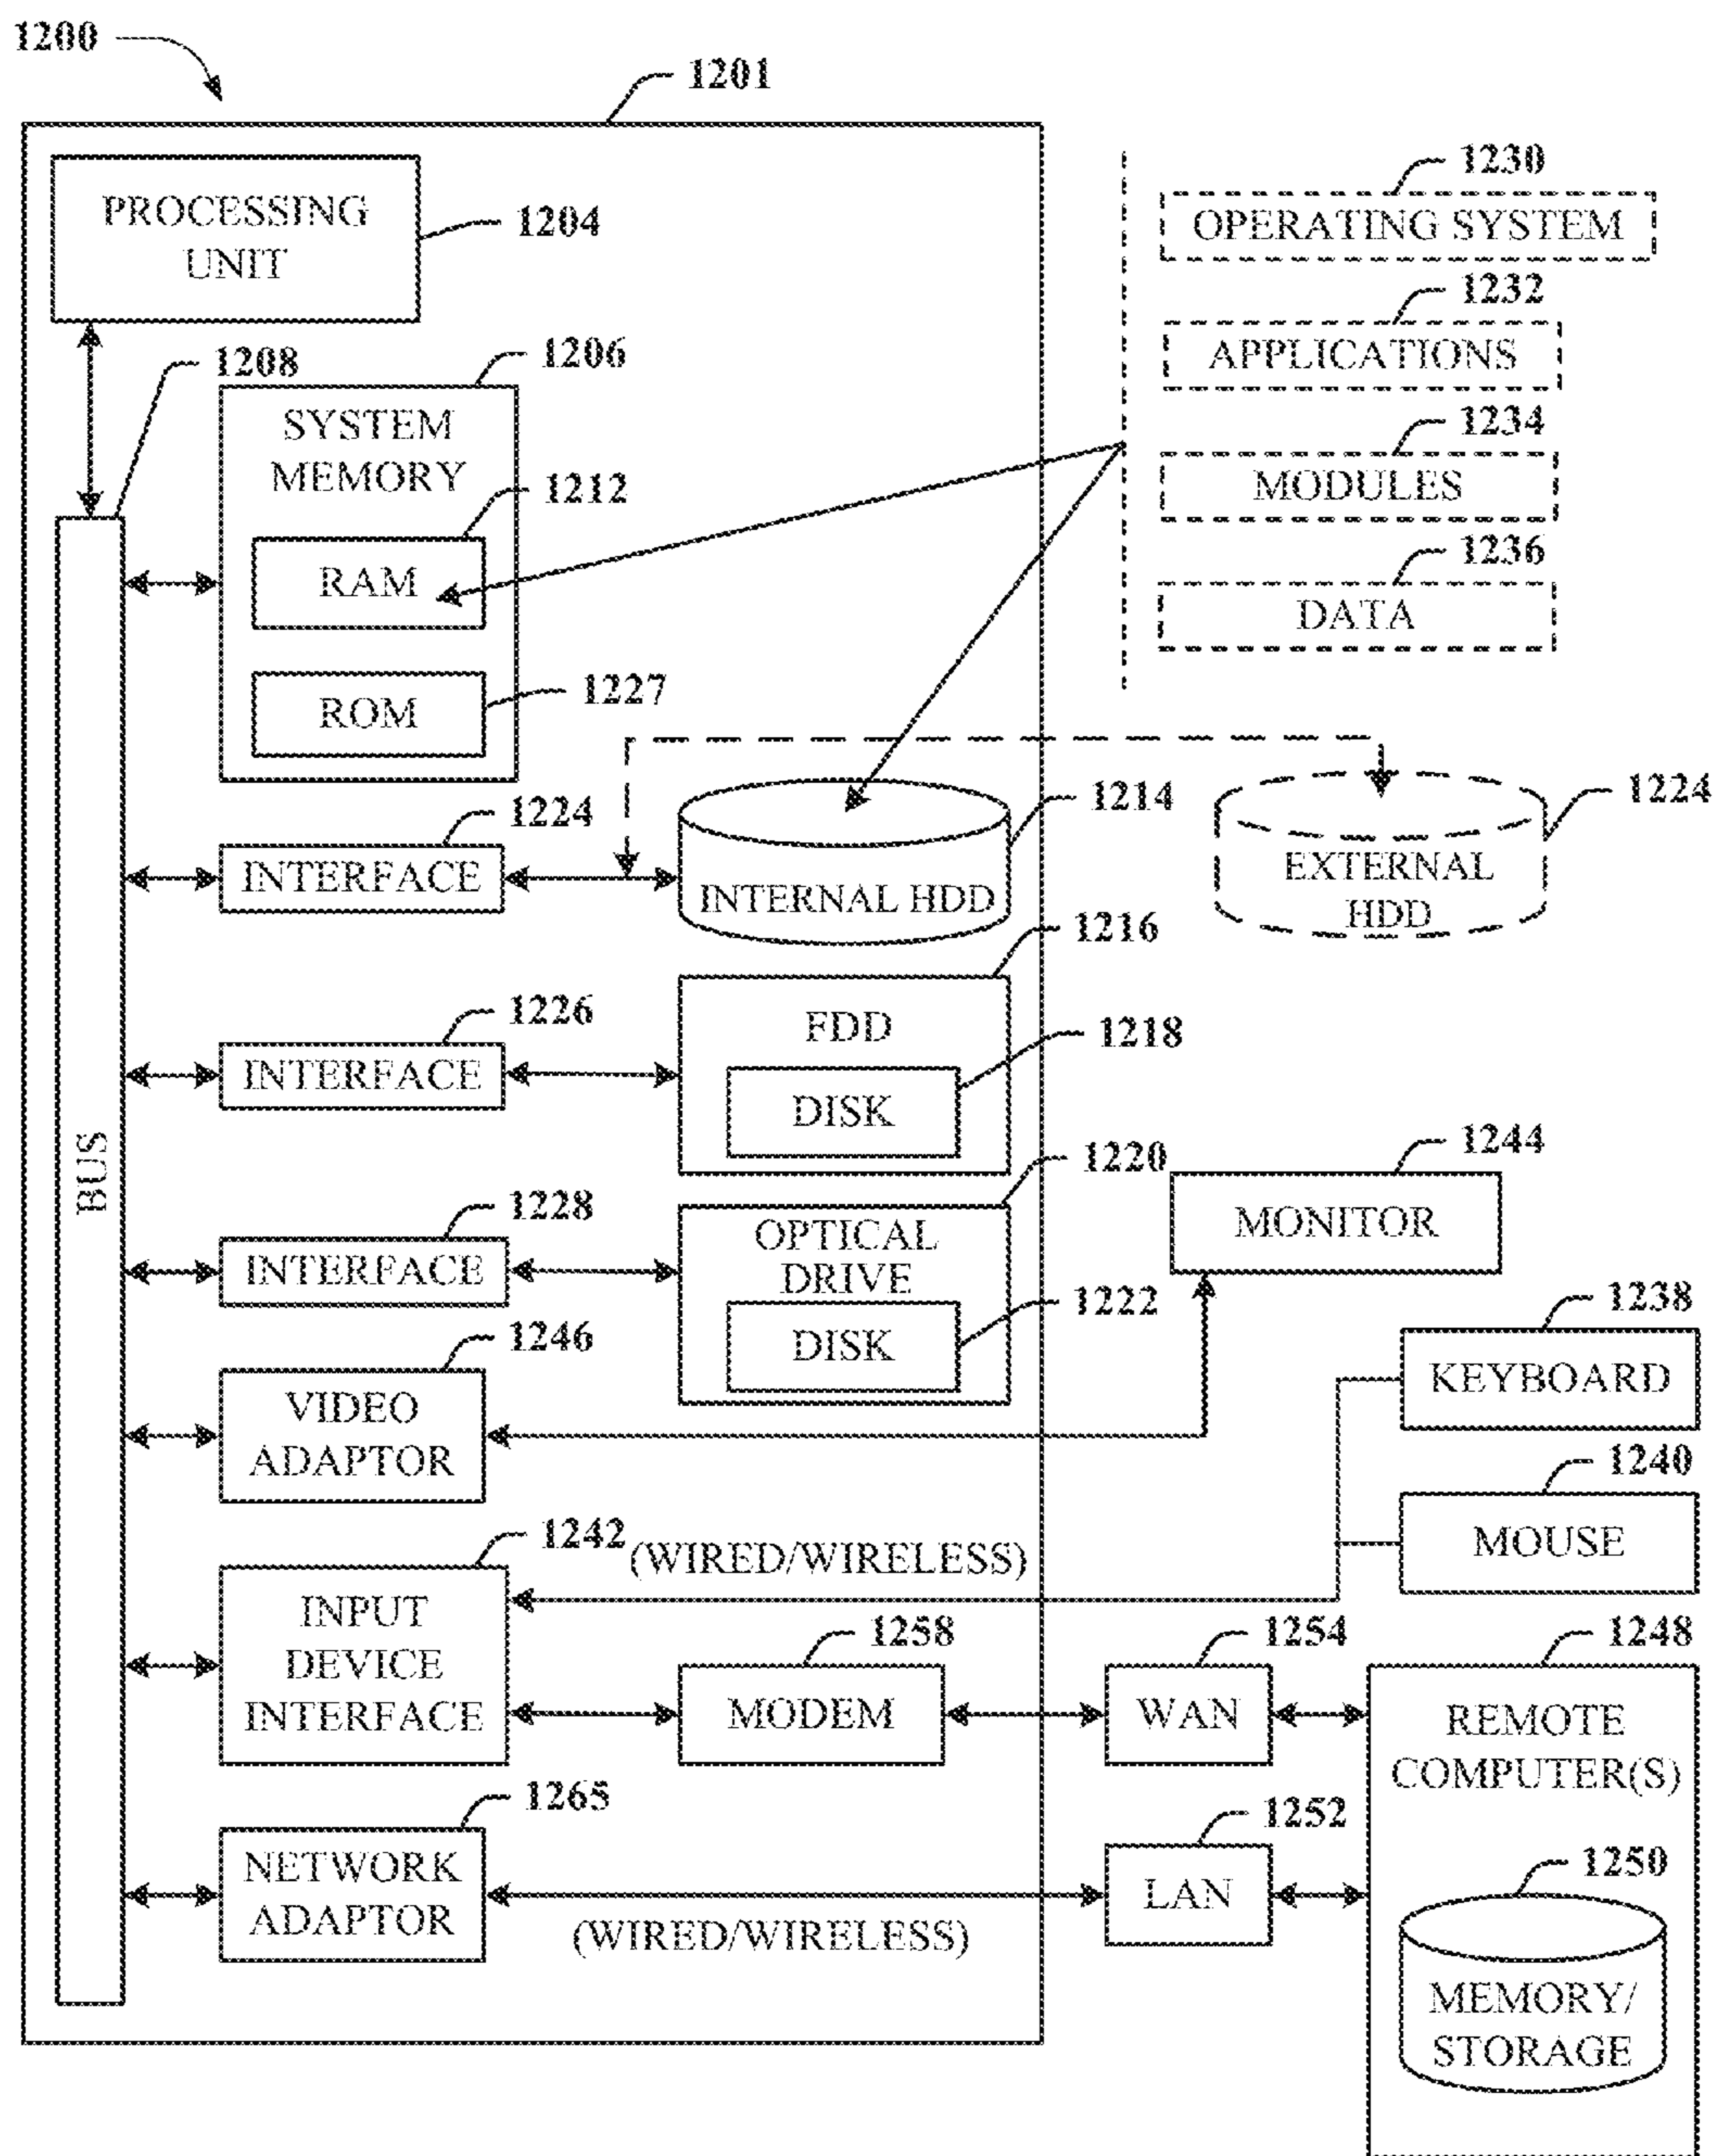 1200
1201
PROCESSING
UNIT
1204
1230
OPERATING SYSTEM
1232
APPLICATIONS
1234
MODULES
1236
DATA
1208
1206
SYSTEM
MEMORY
1212
RAM
1227
ROM
BUS
1224
INTERFACE
1214
INTERNAL HDD
1224
EXTERNAL
HDD
1226
INTERFACE
1216
FDD
1218
DISK
1228
INTERFACE
1220
OPTICAL
DRIVE
1222
DISK
1244
MONITOR
1246
VIDEO
ADAPTOR
1238
KEYBOARD
1240
MOUSE
1242
(WIRED/WIRELESS)
INPUT
DEVICE
INTERFACE
1258
MODEM
1254
WAN
1248
REMOTE
COMPUTER(S)
1265
NETWORK
ADAPTOR
(WIRED/WIRELESS)
1252
LAN
1250
MEMORY/
STORAGE